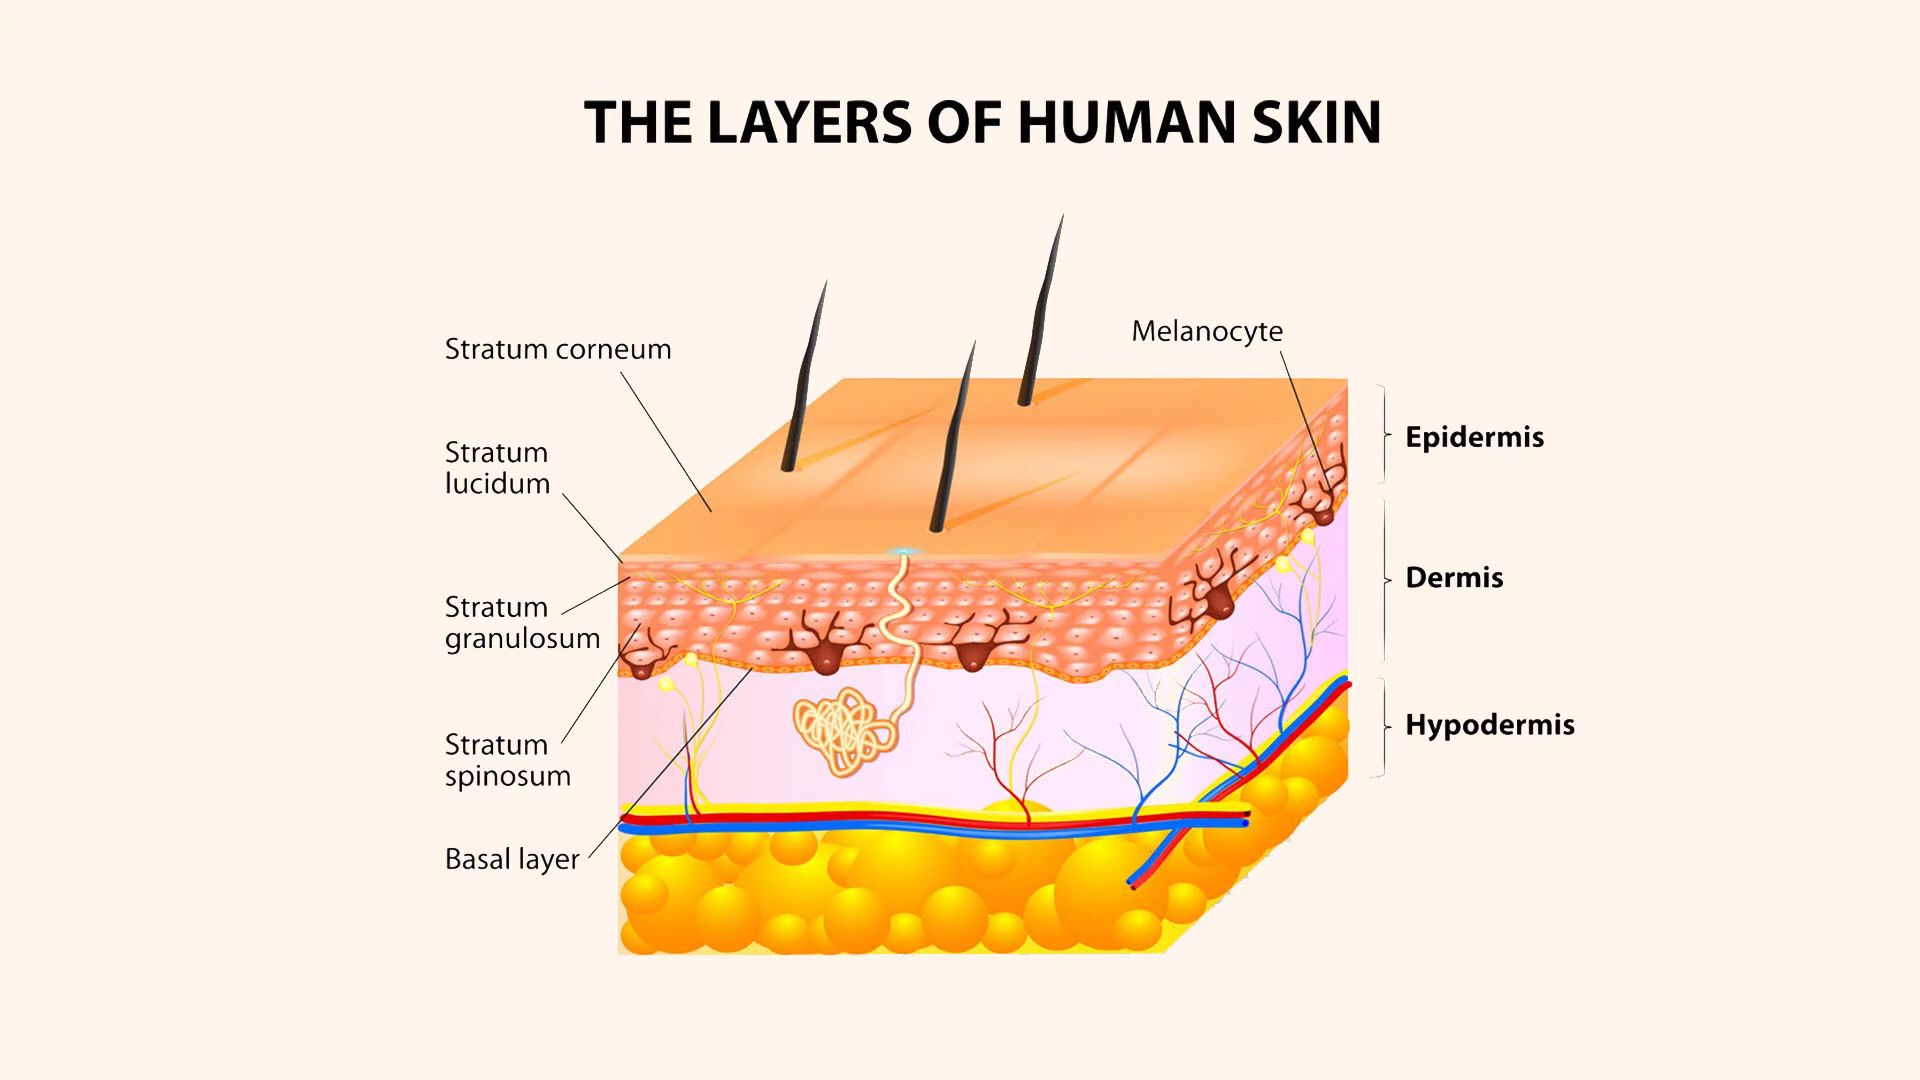 THE LAYERS OF HUMAN SKIN
Stratum corneum
Stratum
lucidum
Stratum
granulosum
Stratum
spinosum
Basal layer
Melanocyte
Epidermis
Dermis
Hypodermis